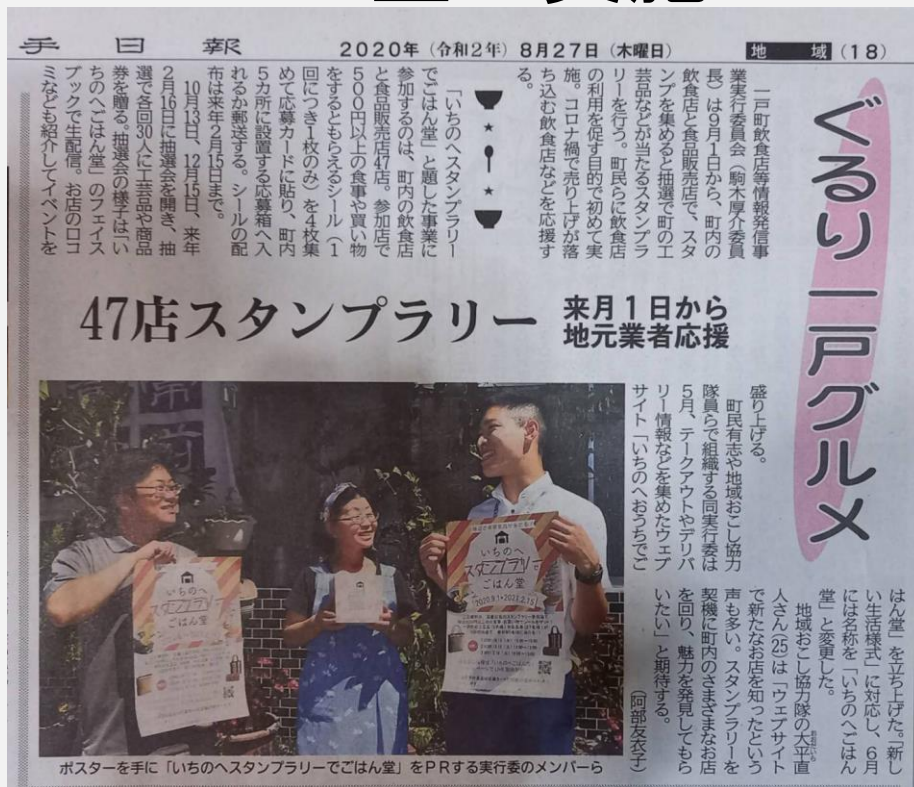 手 日 報
2020年（令和2年）8月27日（木曜日）
地 域 (18)
ぐるり一戸グルメ
47店スタンプラリー
来月1日から
地元業者応援
一戸町飲食店等情報発信事
業実行委員会（駒木厚介委員
長）は9月1日から、町内の
飲食店と食品販売店で、スタ
ンプを集めると抽選で町の工
芸品などが当たるスタンプラ
リーを行う。町民らに飲食店
の利用を促す目的で初めて実
施。コロナ禍で売り上げが落
ち込む飲食店などを応援す
る。
「いちのへスタンプラリー
でごはん堂」と題した事業に
参加するのは、町内の飲食店
と食品販売店47店。参加店で
500円以上の食事や買い物
をするともらえるシール（1
回につき1枚のみ）を4枚集
めて応募カードに貼り、町内
5カ所に設置する応募箱へ入
れるか郵送する。シールの配
布は来年2月15日まで。
10月13日、12月15日、来年
2月16日に抽選会を開き、抽
選で各回30人に工芸品や商品
券を贈る。抽選会の様子は「い
ちのへごはん堂」のフェイス
ブックで生配信。お店の口コ
ミなども紹介してイベントを
盛り上げる。
町民有志や地域おこし協力
隊員らで組織する同実行委は
5月、テークアウトやデリバ
リー情報などを集めたウェブ
サイト「いちのへおうちでご
はん堂」を立ち上げた。「新し
い生活様式」に対応し、6月
には名称を「いちのへごはん
堂」と変更した。
地域おこし協力隊の大平直
人さん（25）は「ウェブサイト
で新たなお店を知ったという
声も多い。スタンプラリーを
契機に町内のさまざまなお店
を回り、魅力を発見してもら
いたい」と期待する。
（阿部友衣子）
いちのへ
スタンプラリーで
ごはん堂
いちのへ
スタンプラリーで
ごはん堂
2020.9.1▸2021.2.15
ポスターを手に「いちのへスタンプラリーでごはん堂」をPRする実行委のメンバーら